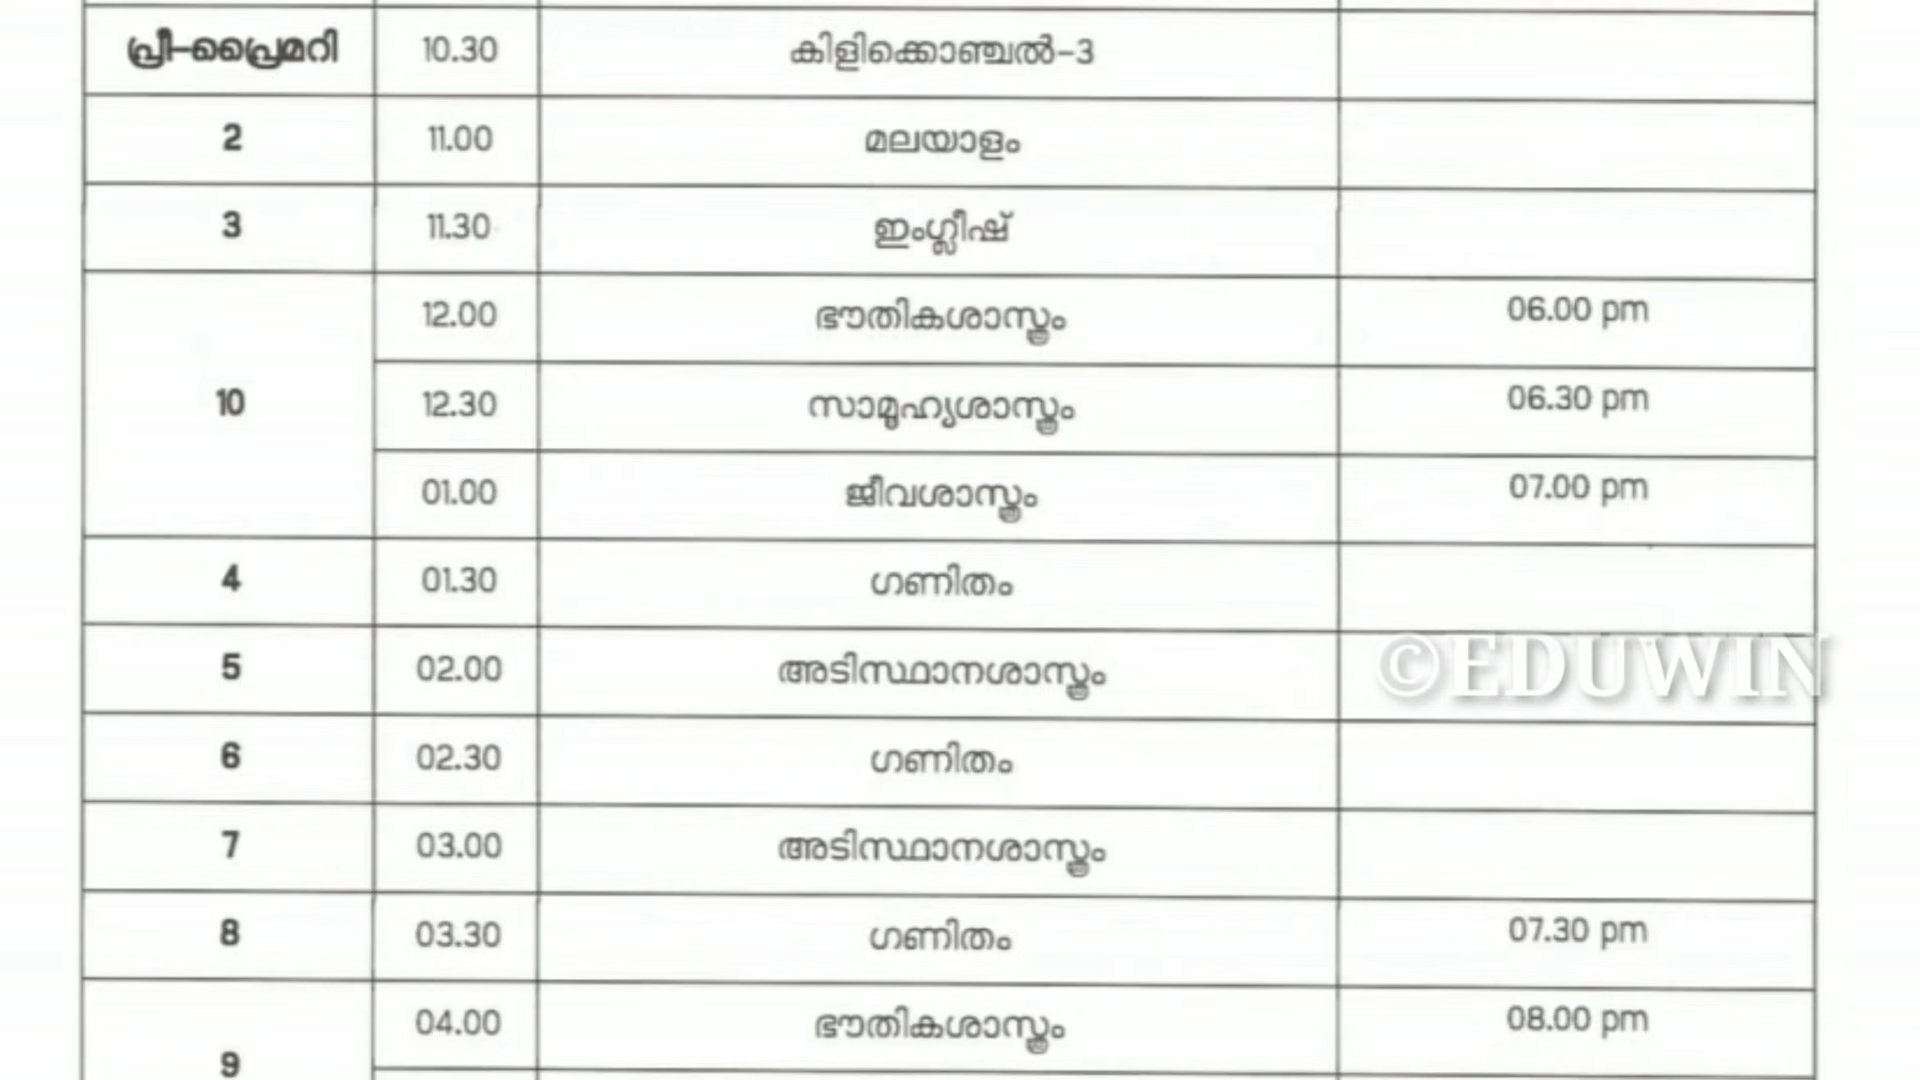 പ്രീ-പ്രൈമറി 10.30 കിളിക്കൊഞ്ചൽ-3
2 11.00 മലയാളം
3 11.30 ഇംഗ്ലീഷ്
12.00 ഭൗതികശാസ്ത്രം 06.00 pm
10 12.30 സാമൂഹ്യശാസ്ത്രം 06.30 pm
01.00 ജീവശാസ്ത്രം 07.00 pm
4 01.30 ഗണിതം
5 02.00 അടിസ്ഥാനശാസ്ത്രം ©EDUWIN
6 02.30 ഗണിതം
7 03.00 അടിസ്ഥാനശാസ്ത്രം
8 03.30 ഗണിതം 07.30 pm
04.00 ഭൗതികശാസ്ത്രം 08.00 pm
9